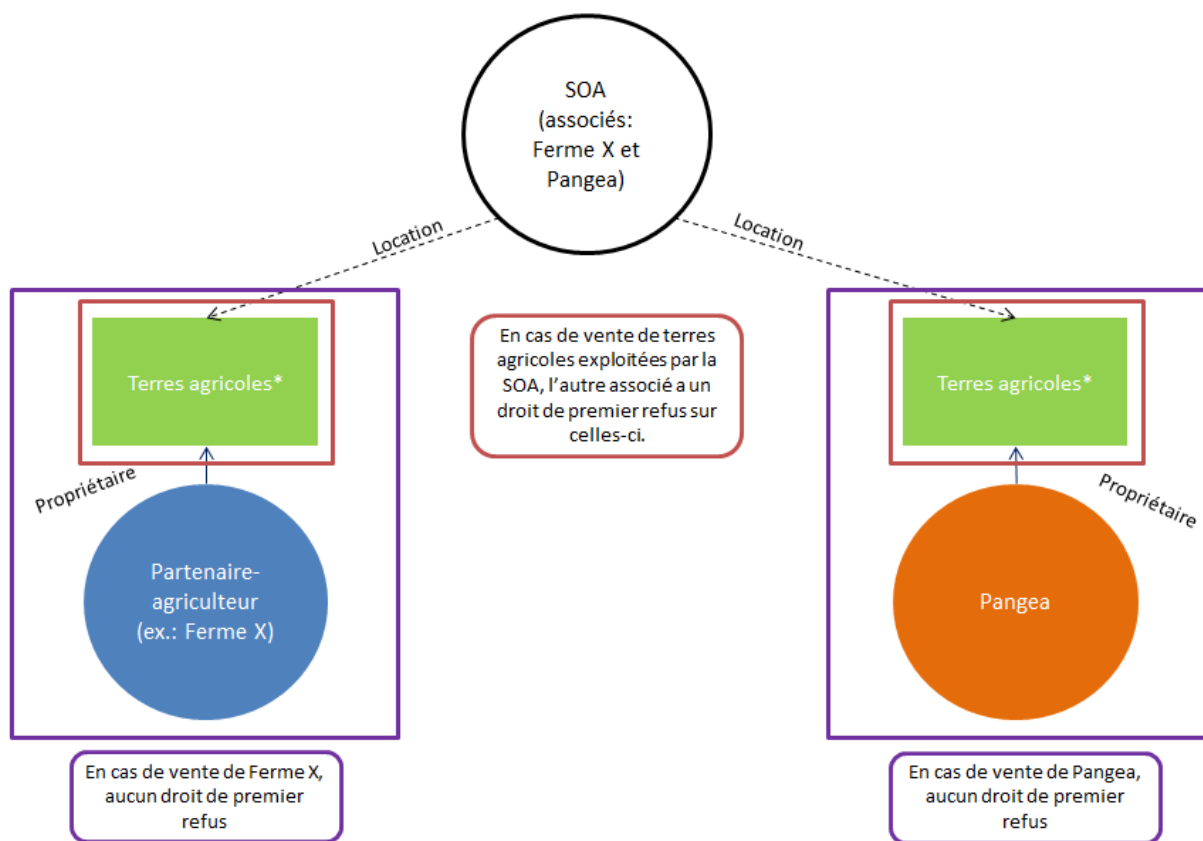 SOA
(associés:
Ferme X et
Pangea)
Location
Location
Terres agricoles*
En cas de vente de terres
agricoles exploitées par la
SOA, l'autre associé a un
droit de premier refus sur
celles-ci.
Terres agricoles*
Propriétaire
Propriétaire
Partenaire-
agriculteur
(ex.: Ferme X)
Pangea
En cas de vente de Ferme X,
aucun droit de premier
refus
En cas de vente de Pangea,
aucun droit de premier
refus